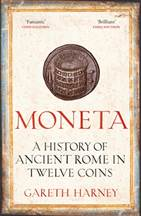 'Fantastic'
'Brilliant'
MONETA
A HISTORY OF
ANCIENT ROME IN
TWELVE COINS
GARETH HARNEY